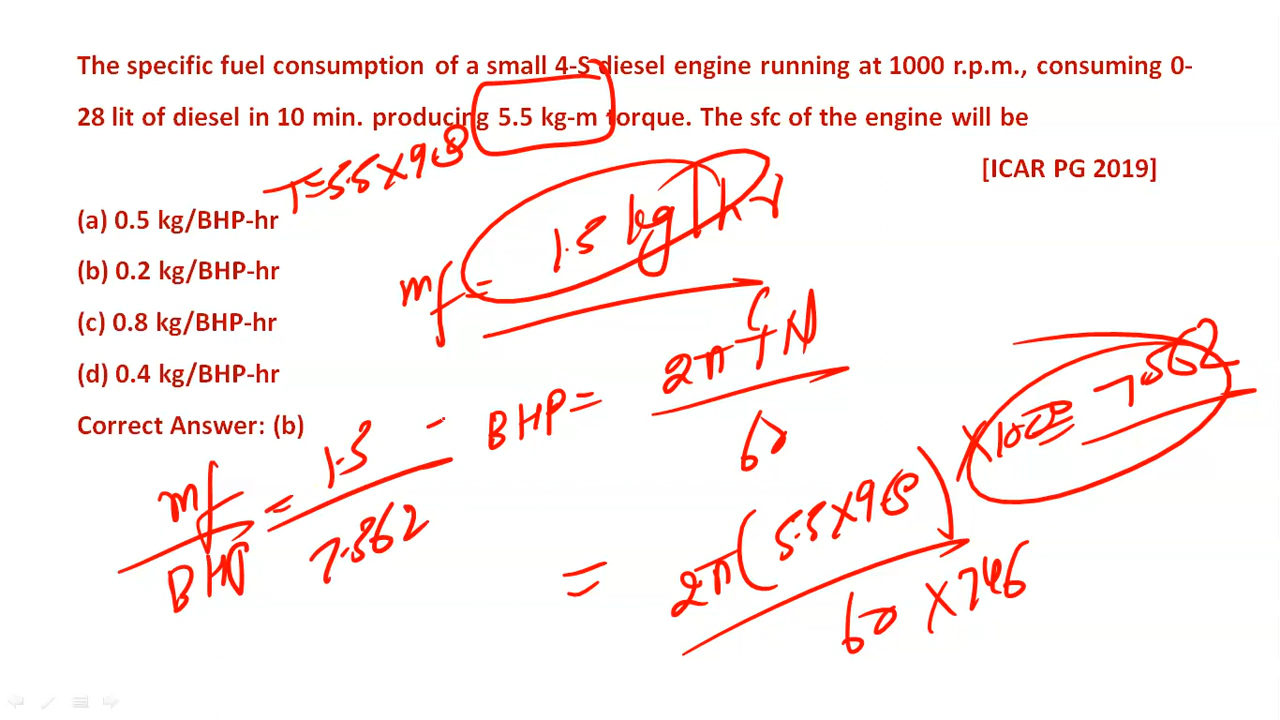 The specific fuel consumption of a small 4-S diesel engine running at 1000 r.p.m., consuming 0-
28 lit of diesel in 10 min. producing 5.5 kg-m torque. The sfc of the engine will be
[ICAR PG 2019]
T=5.5×9.8
(a) 0.5 kg/BHP-hr
mf = 1.5 kg/hr
(b) 0.2 kg/BHP-hr
(c) 0.8 kg/BHP-hr
(d) 0.4 kg/BHP-hr
BHP = 2πTN
60
Correct Answer: (b)
mf = 1.5
BHP 7.562
= 2π(5.5×9.8) ×1000 7.562
60×746